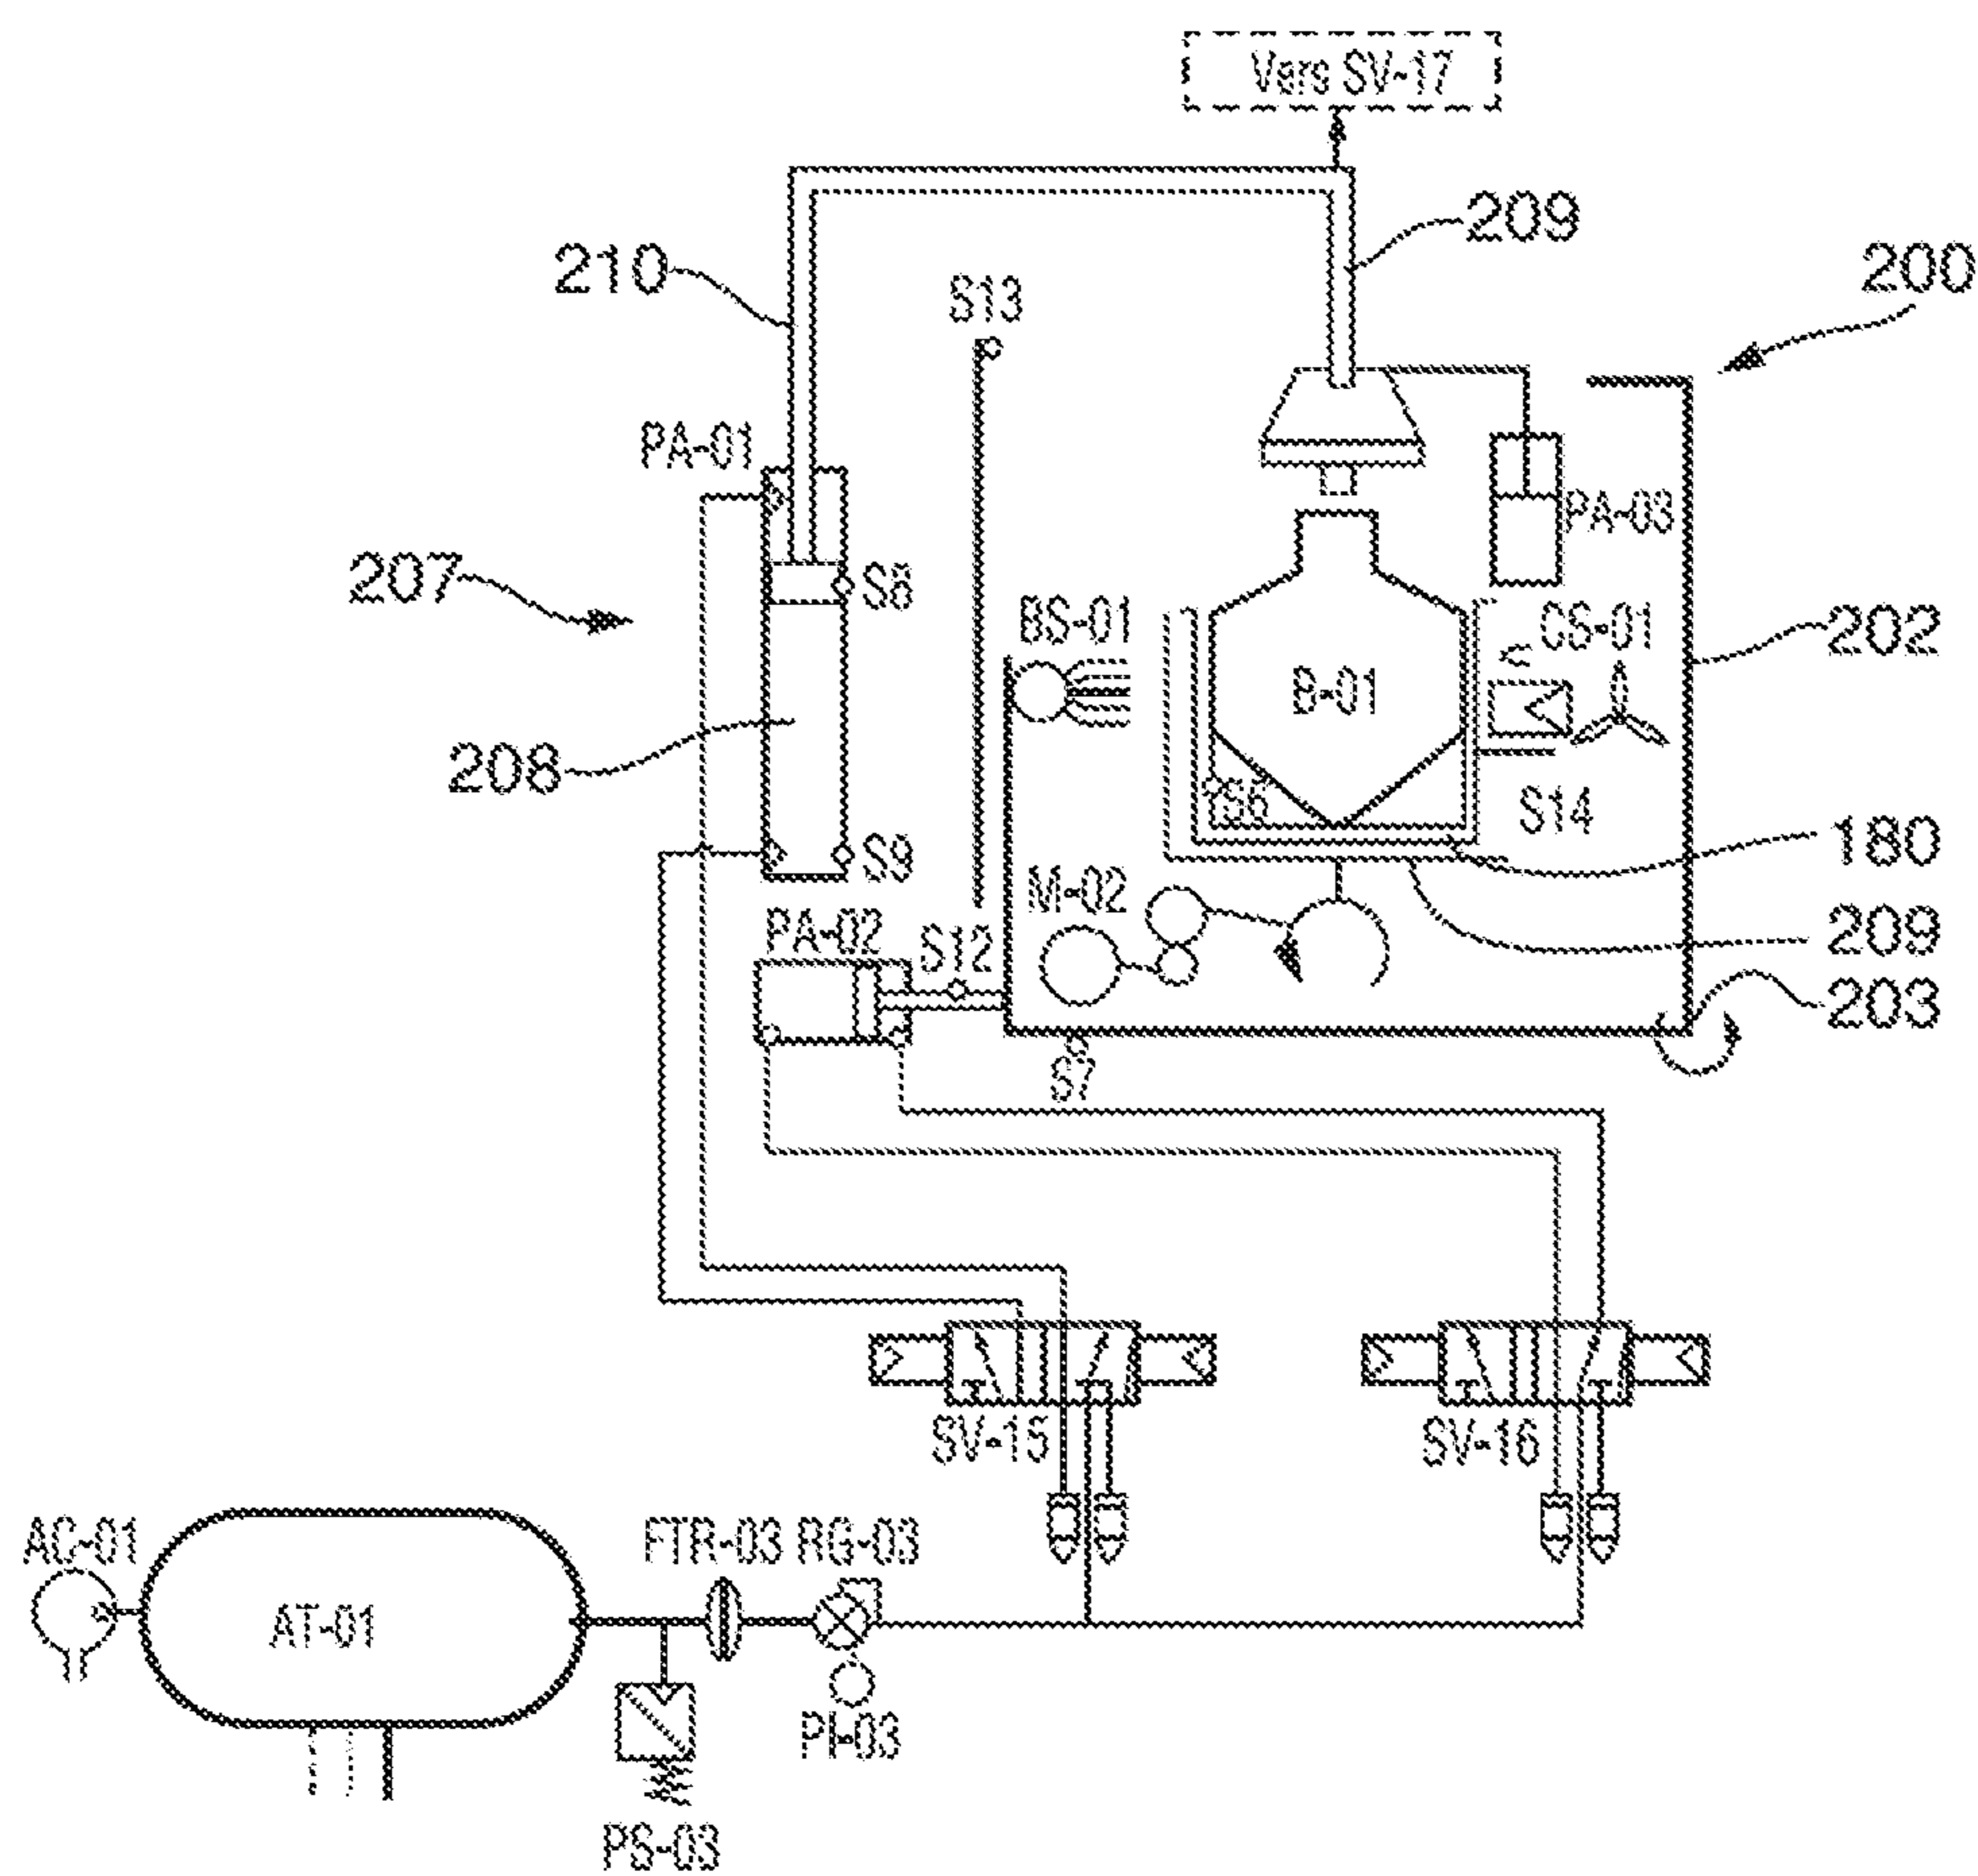 Vers SV-17
209
210
200
S13
PA-01
PA-03
207
S8
BS-01
CS-01
202
B-01
208
S6
S14
S9
180
M-02
PA-02
S12
209
203
S7
SV-15
SV-16
AC-01
FTR-03 RG-03
AT-01
PI-03
PS-03